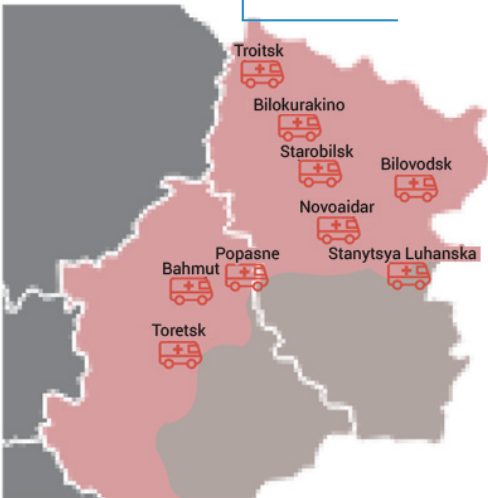 Troitsk
Bilokurakino
Starobilsk
Bilovodsk
Novoaidar
Popasne
Stanytsya Luhanska
Bahmut
Toretsk